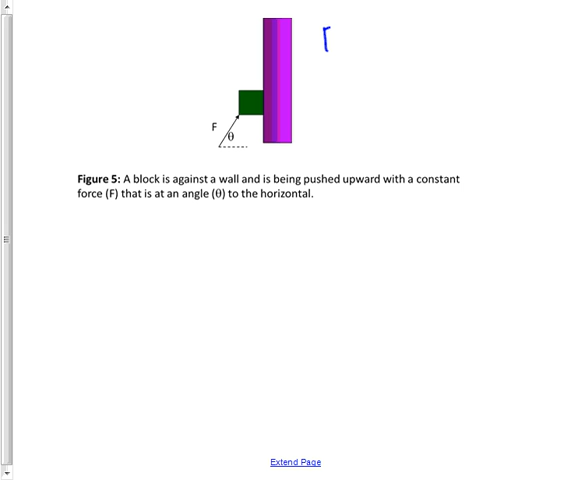 F
θ
Figure 5: A block is against a wall and is being pushed upward with a constant
force (F) that is at an angle (θ) to the horizontal.
Extend Page